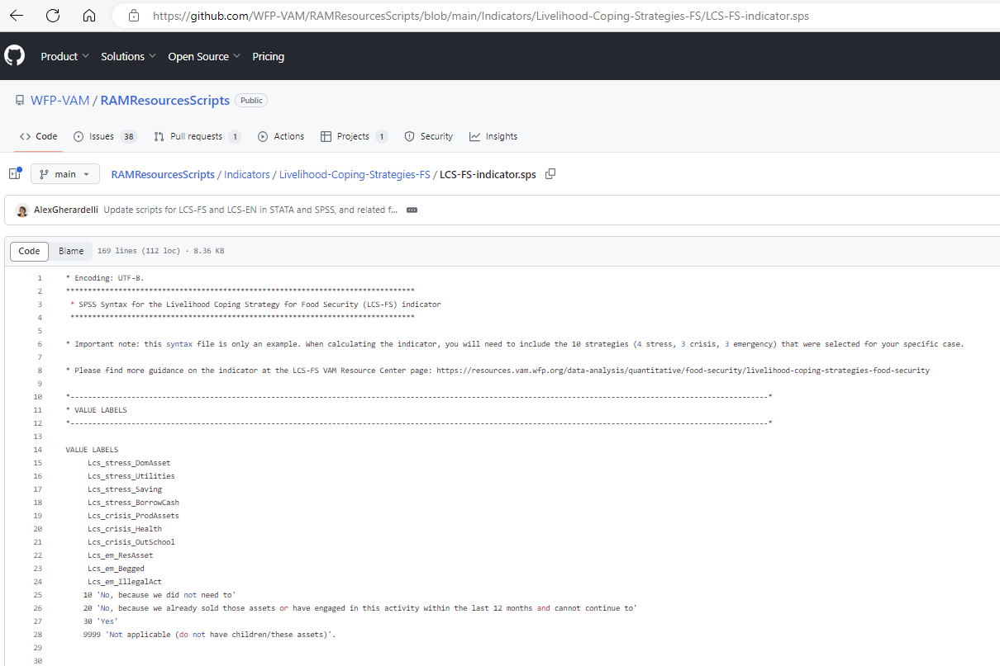 https://github.com/WFP-VAM/RAMResourcesScripts/blob/main/Indicators/Livelihood-Coping-Strategies-FS/LCS-FS-indicator.sps
Product Solutions Open Source Pricing
WFP-VAM / RAMResourcesScripts Public
Code Issues 38 Pull requests 1 Actions Projects 1 Security Insights
main RAMResourcesScripts / Indicators / Livelihood-Coping-Strategies-FS / LCS-FS-indicator.sps
AlexGherardelli Update scripts for LCS-FS and LCS-EN in STATA and SPSS, and related f...
Code Blame 169 lines (112 loc) · 8.36 KB
1 * Encoding: UTF-8.
2 ********************************************************************************
3 * SPSS Syntax for the Livelihood Coping Strategy for Food Security (LCS-FS) indicator
4 *******************************************************************************
5
6 * Important note: this syntax file is only an example. When calculating the indicator, you will need to include the 10 strategies (4 stress, 3 crisis, 3 emergency) that were selected for your specific case.
7
8 * Please find more guidance on the indicator at the LCS-FS VAM Resource Center page: https://resources.vam.wfp.org/data-analysis/quantitative/food-security/livelihood-coping-strategies-food-security
9
10 *----------------------------------------------------------------------------------------------------------------------------------------------------------------*
11 * VALUE LABELS
12 *----------------------------------------------------------------------------------------------------------------------------------------------------------------*
13
14 VALUE LABELS
15 Lcs_stress_DomAsset
16 Lcs_stress_Utilities
17 Lcs_stress_Saving
18 Lcs_stress_BorrowCash
19 Lcs_crisis_ProdAssets
20 Lcs_crisis_Health
21 Lcs_crisis_OutSchool
22 Lcs_em_ResAsset
23 Lcs_em_Begged
24 Lcs_em_IllegalAct
25 10 'No, because we did not need to'
26 20 'No, because we already sold those assets or have engaged in this activity within the last 12 months and cannot continue to'
27 30 'Yes'
28 9999 'Not applicable (do not have children/these assets)'.
29
30